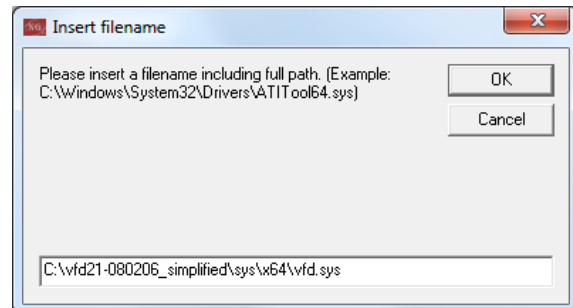 Insert filename
Please insert a filename including full path. (Example:
C:\Windows\System32\Drivers\ATITool64.sys)
OK
Cancel
C:\vfd21-080206_simplified\sys\x64\vfd.sys